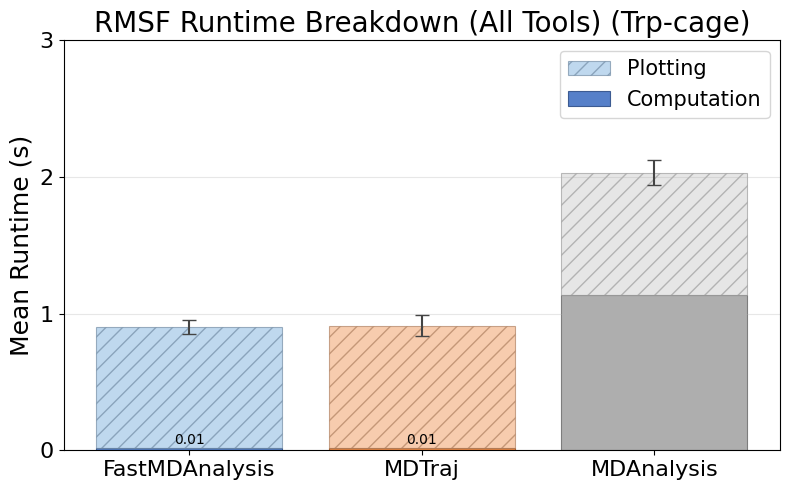 RMSF Runtime Breakdown (All Tools) (Trp-cage)
Mean Runtime (s)
3
2
1
0
Plotting
Computation
0.01
0.01
FastMDAnalysis
MDTraj
MDAnalysis